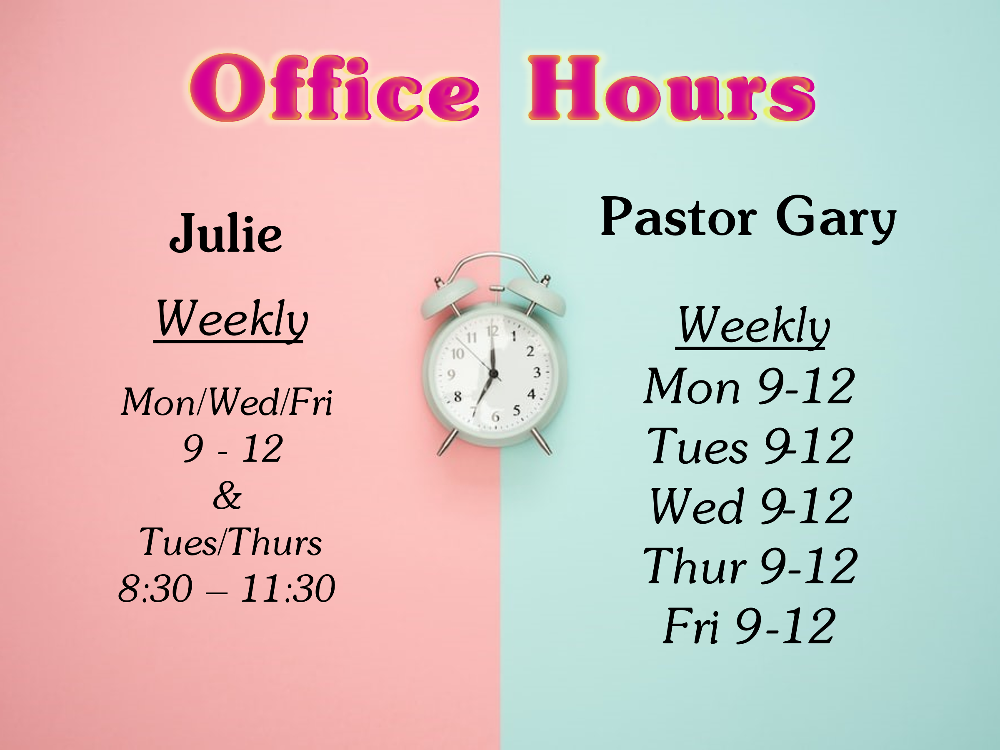 Office Hours
Julie
Weekly
Mon/Wed/Fri
9 - 12
&
Tues/Thurs
8:30 – 11:30
12
1
2
3
4
5
6
7
8
9
10
11
Pastor Gary
Weekly
Mon 9-12
Tues 9-12
Wed 9-12
Thur 9-12
Fri 9-12